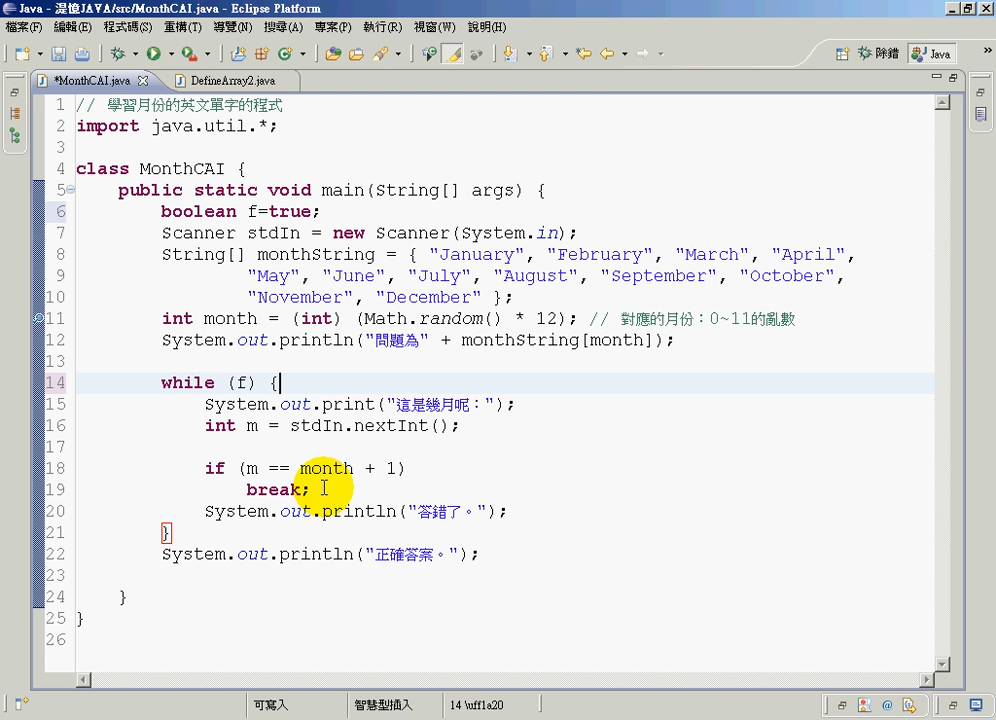 Java - 混憶JAVA/src/MonthCAI.java - Eclipse Platform
檔案(F) 編輯(E) 程式碼(S) 重構(T) 導覽(N) 搜尋(A) 專案(P) 執行(R) 視窗(W) 說明(H)
除錯 Java
*MonthCAI.java DefineArray2.java
1 // 學習月份的英文單字的程式
2 import java.util.*;
3
4 class MonthCAI {
5 public static void main(String[] args) {
6 boolean f=true;
7 Scanner stdIn = new Scanner(System.in);
8 String[] monthString = { "January", "February", "March", "April",
9 "May", "June", "July", "August", "September", "October",
10 "November", "December" };
11 int month = (int) (Math.random() * 12); // 對應的月份：0~11的亂數
12 System.out.println("問題為" + monthString[month]);
13
14 while (f) {
15 System.out.print("這是幾月呢：");
16 int m = stdIn.nextInt();
17
18 if (m == month + 1)
19 break;
20 System.out.println("答錯了。");
21 }
22 System.out.println("正確答案。");
23
24 }
25 }
26
可寫入 智慧型插入 14 \uff1a20